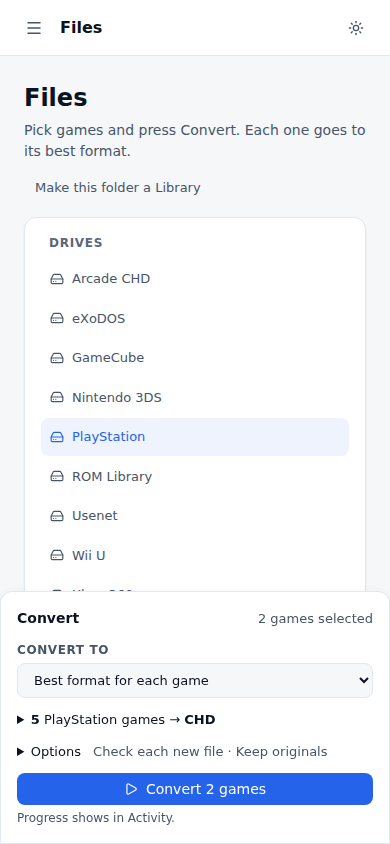 Files
Files
Pick games and press Convert. Each one goes to
its best format.
Make this folder a Library
DRIVES
Arcade CHD
eXoDOS
GameCube
Nintendo 3DS
PlayStation
ROM Library
Usenet
Wii U
Convert
2 games selected
CONVERT TO
Best format for each game
5 PlayStation games → CHD
Options Check each new file · Keep originals
Convert 2 games
Progress shows in Activity.